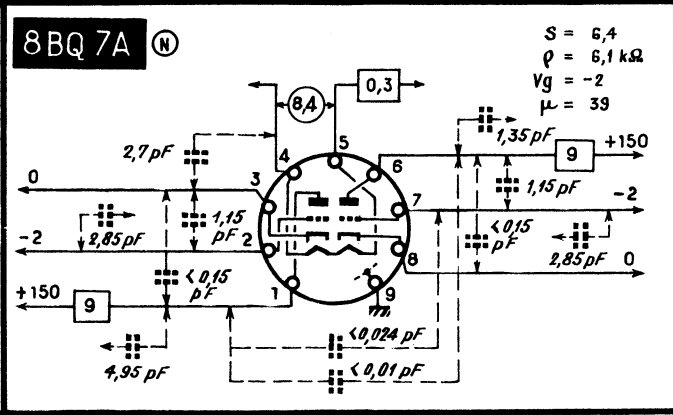 8BQ7A N
S = 6,4
ρ = 6,1 kΩ
Vg = -2
μ = 39
8,4
0,3
2,7 pF
1,35 pF
9
+150
4
5
6
0
3
7
1,15 pF
-2
1,15 pF
2,85 pF
-2
2
<0,15 pF
8
2,85 pF
0
<0,15 pF
+150
9
1
9
4,95 pF
<0,024 pF
<0,01 pF